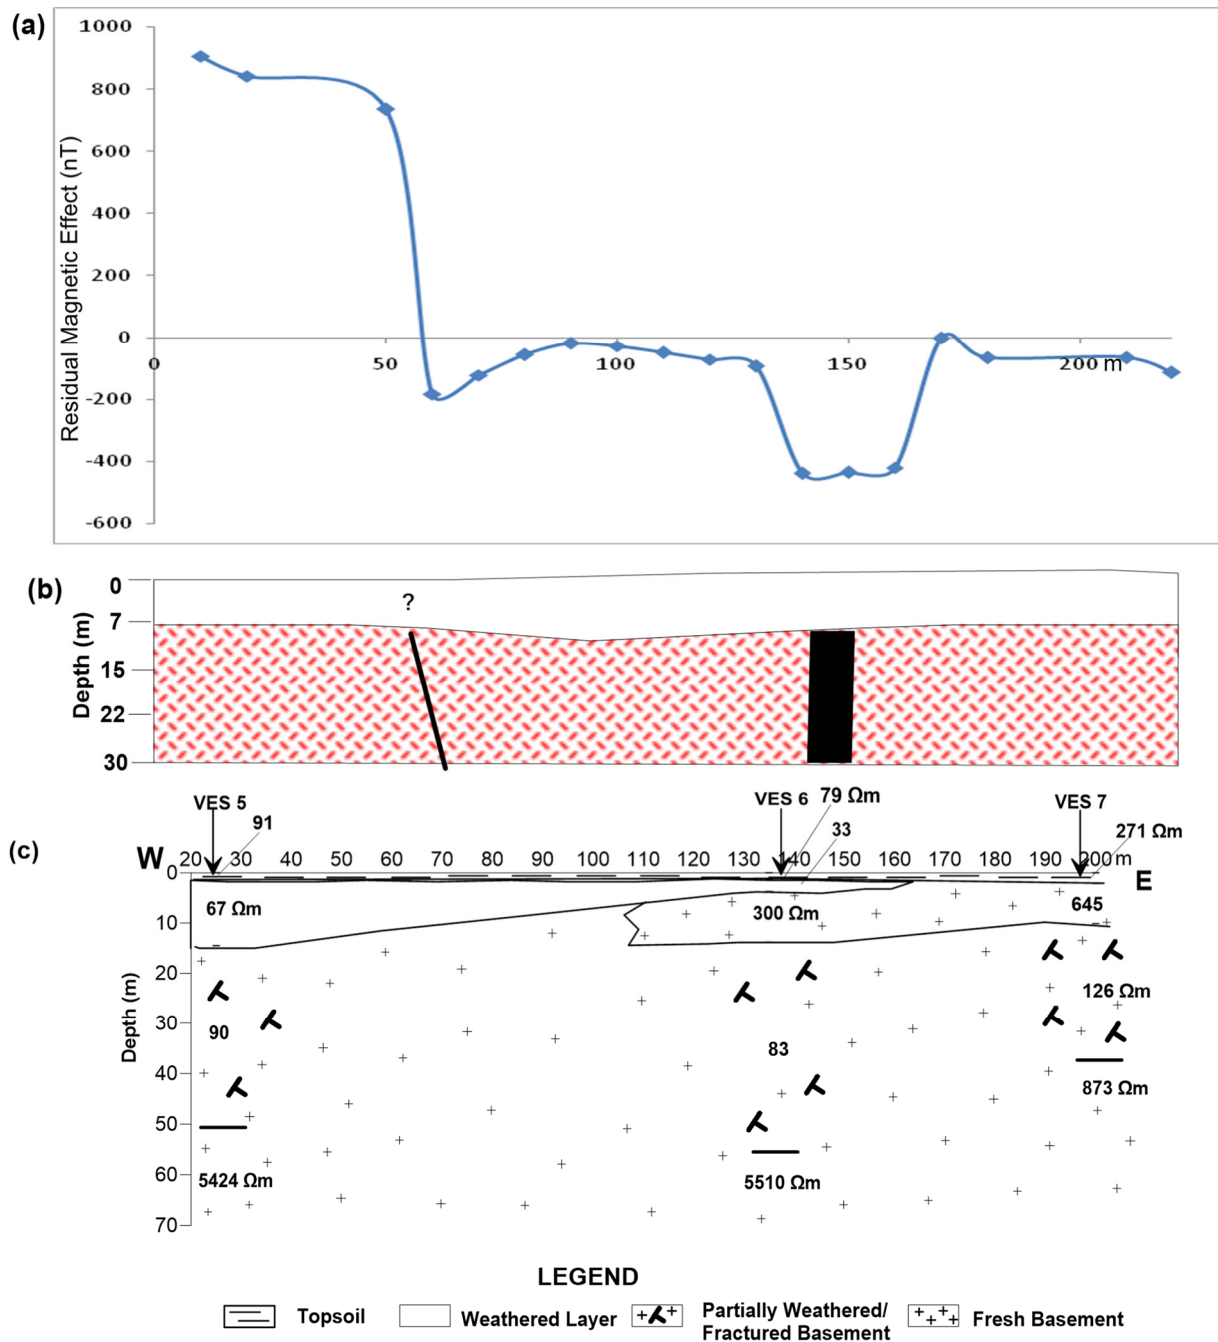 (a)
Residual Magnetic Effect (nT)
1000
800
600
400
200
0
-200
-400
-600
0 50 100 150 200 m
(b)
Depth (m)
0
7
15
22
30
?
(c)
VES 5 VES 6 VES 7
91 79 Ωm 33 271 Ωm
W 20 30 40 50 60 70 80 90 100 110 120 130 140 150 160 170 180 190 200 m E
Depth (m)
0
10
20
30
40
50
60
70
67 Ωm 300 Ωm 645
90 83 126 Ωm
873 Ωm
5424 Ωm 5510 Ωm
LEGEND
Topsoil
Weathered Layer
Partially Weathered/
Fractured Basement
Fresh Basement